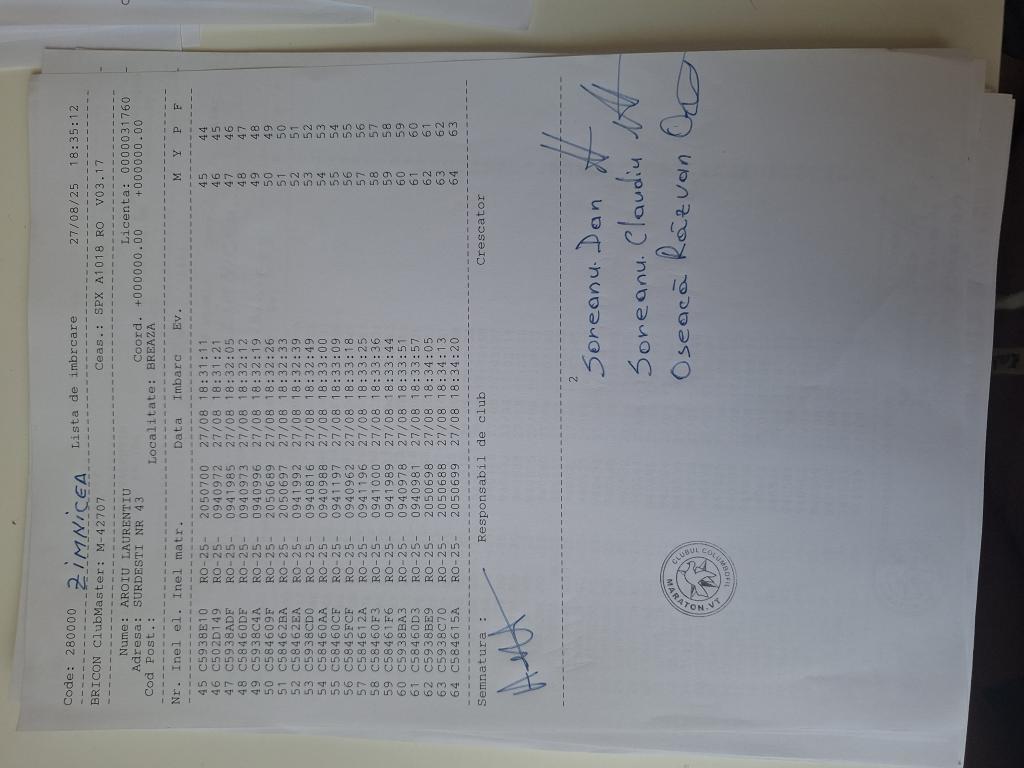 Code: 280000 ZIMNICEA Lista de imbrcare 27/08/25 18:35:12
BRICON ClubMaster: M-42707 Ceas.: SPX A1018 RO V03.17
Nume: AROIU LAURENTIU Licenta: 0000031760
Adresa: SURDESTI NR 413 Coord. +000000.00 +000000.00
Cod Post.: Localitate: BREAZA
Nr. Inel el. Inel matr. Data Imbarc Ev. M Y P F
45 C5938E10 RO-25- 2050700 27/08 18:31:11 45 44
46 C502D149 RO-25- 0940972 27/08 18:31:21 46 45
47 C5938ADF RO-25- 0941985 27/08 18:32:05 47 46
48 C58460DF RO-25- 0940973 27/08 18:32:12 48 47
49 C5938C4A RO-25- 0940996 27/08 18:32:19 49 48
50 C584609F RO-25- 2050689 27/08 18:32:26 50 49
51 C58462BA RO-25- 2050697 27/08 18:32:33 51 50
52 C58462EA RO-25- 0941992 27/08 18:32:39 52 51
53 C5938CD0 RO-25- 0940816 27/08 18:32:49 53 52
54 C58460AA RO-25- 0940988 27/08 18:33:00 54 53
55 C58460CF RO-25- 0941197 27/08 18:33:09 55 54
56 C5845FCF RO-25- 0940962 27/08 18:33:18 56 55
57 C584612A RO-25- 0941196 27/08 18:33:25 57 56
58 C58460F3 RO-25- 0941000 27/08 18:33:36 58 57
59 C58461F6 RO-25- 0941989 27/08 18:33:44 59 58
60 C5938BA3 RO-25- 0940978 27/08 18:33:51 60 59
61 C58460D3 RO-25- 0940981 27/08 18:33:57 61 60
62 C5938BE9 RO-25- 2050698 27/08 18:34:05 62 61
63 C5938C70 RO-25- 2050688 27/08 18:34:13 63 62
64 C584615A RO-25- 2050699 27/08 18:34:20 64 63
Semnatura : Responsabil de club Crescator
2
Soreanu Dan
Soreanu Claudiu
Oseacă Răzvan
CLUBUL COLUMBOFIL
MARATON.VT